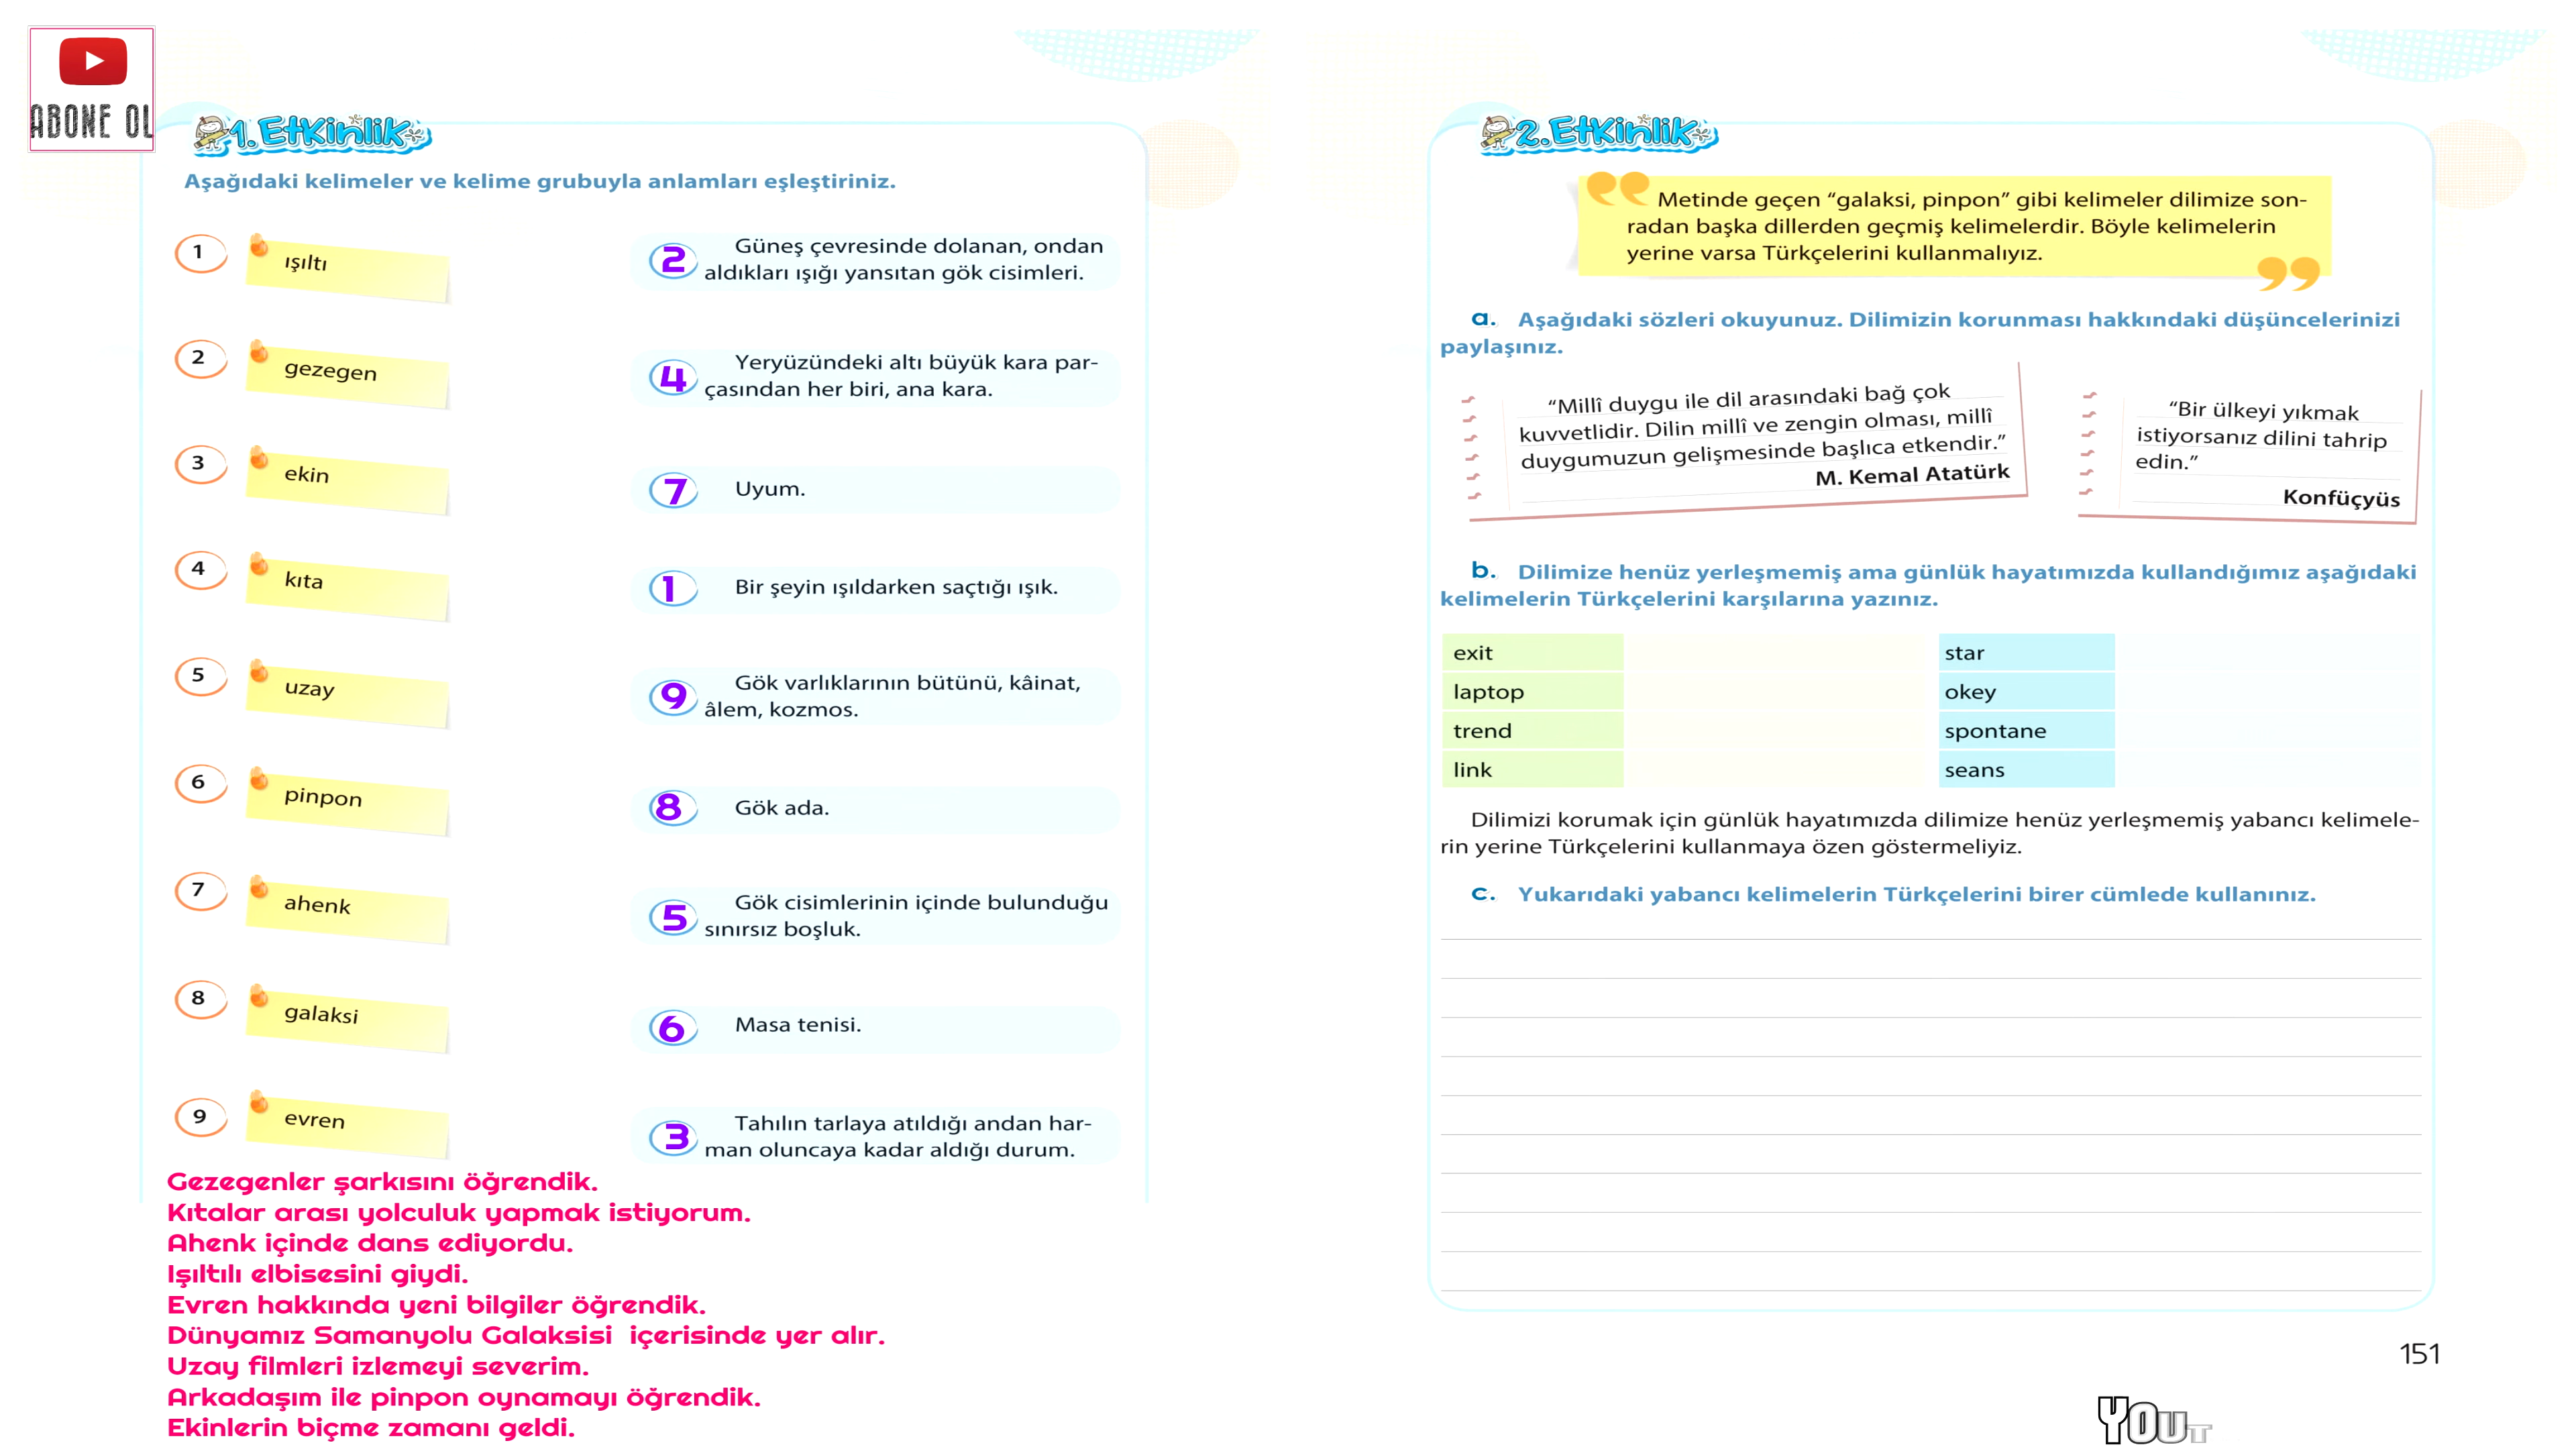 ABONE OL
1. Etkinlik
Aşağıdaki kelimeler ve kelime grubuyla anlamları eşleştiriniz.
1 ışıltı
2 gezegen
3 ekin
4 kıta
5 uzay
6 pinpon
7 ahenk
8 galaksi
9 evren
2 Güneş çevresinde dolanan, ondan
aldıkları ışığı yansıtan gök cisimleri.
4 Yeryüzündeki altı büyük kara par-
çasından her biri, ana kara.
7 Uyum.
1 Bir şeyin ışıldarken saçtığı ışık.
9 Gök varlıklarının bütünü, kâinat,
âlem, kozmos.
8 Gök ada.
5 Gök cisimlerinin içinde bulunduğu
sınırsız boşluk.
6 Masa tenisi.
3 Tahılın tarlaya atıldığı andan har-
man oluncaya kadar aldığı durum.
Gezegenler şarkısını öğrendik.
Kıtalar arası yolculuk yapmak istiyorum.
Ahenk içinde dans ediyordu.
Işıltılı elbisesini giydi.
Evren hakkında yeni bilgiler öğrendik.
Dünyamız Samanyolu Galaksisi içerisinde yer alır.
Uzay filmleri izlemeyi severim.
Arkadaşım ile pinpon oynamayı öğrendik.
Ekinlerin biçme zamanı geldi.
2. Etkinlik
Metinde geçen “galaksi, pinpon” gibi kelimeler dilimize son-
radan başka dillerden geçmiş kelimelerdir. Böyle kelimelerin
yerine varsa Türkçelerini kullanmalıyız.
a. Aşağıdaki sözleri okuyunuz. Dilimizin korunması hakkındaki düşüncelerinizi
paylaşınız.
“Millî duygu ile dil arasındaki bağ çok
kuvvetlidir. Dilin millî ve zengin olması, millî
duygumuzun gelişmesinde başlıca etkendir.”
M. Kemal Atatürk
“Bir ülkeyi yıkmak
istiyorsanız dilini tahrip
edin.”
Konfüçyüs
b. Dilimize henüz yerleşmemiş ama günlük hayatımızda kullandığımız aşağıdaki
kelimelerin Türkçelerini karşılarına yazınız.
exit star
laptop okey
trend spontane
link seans
Dilimizi korumak için günlük hayatımızda dilimize henüz yerleşmemiş yabancı kelimele-
rin yerine Türkçelerini kullanmaya özen göstermeliyiz.
c. Yukarıdaki yabancı kelimelerin Türkçelerini birer cümlede kullanınız.
151
YOUT